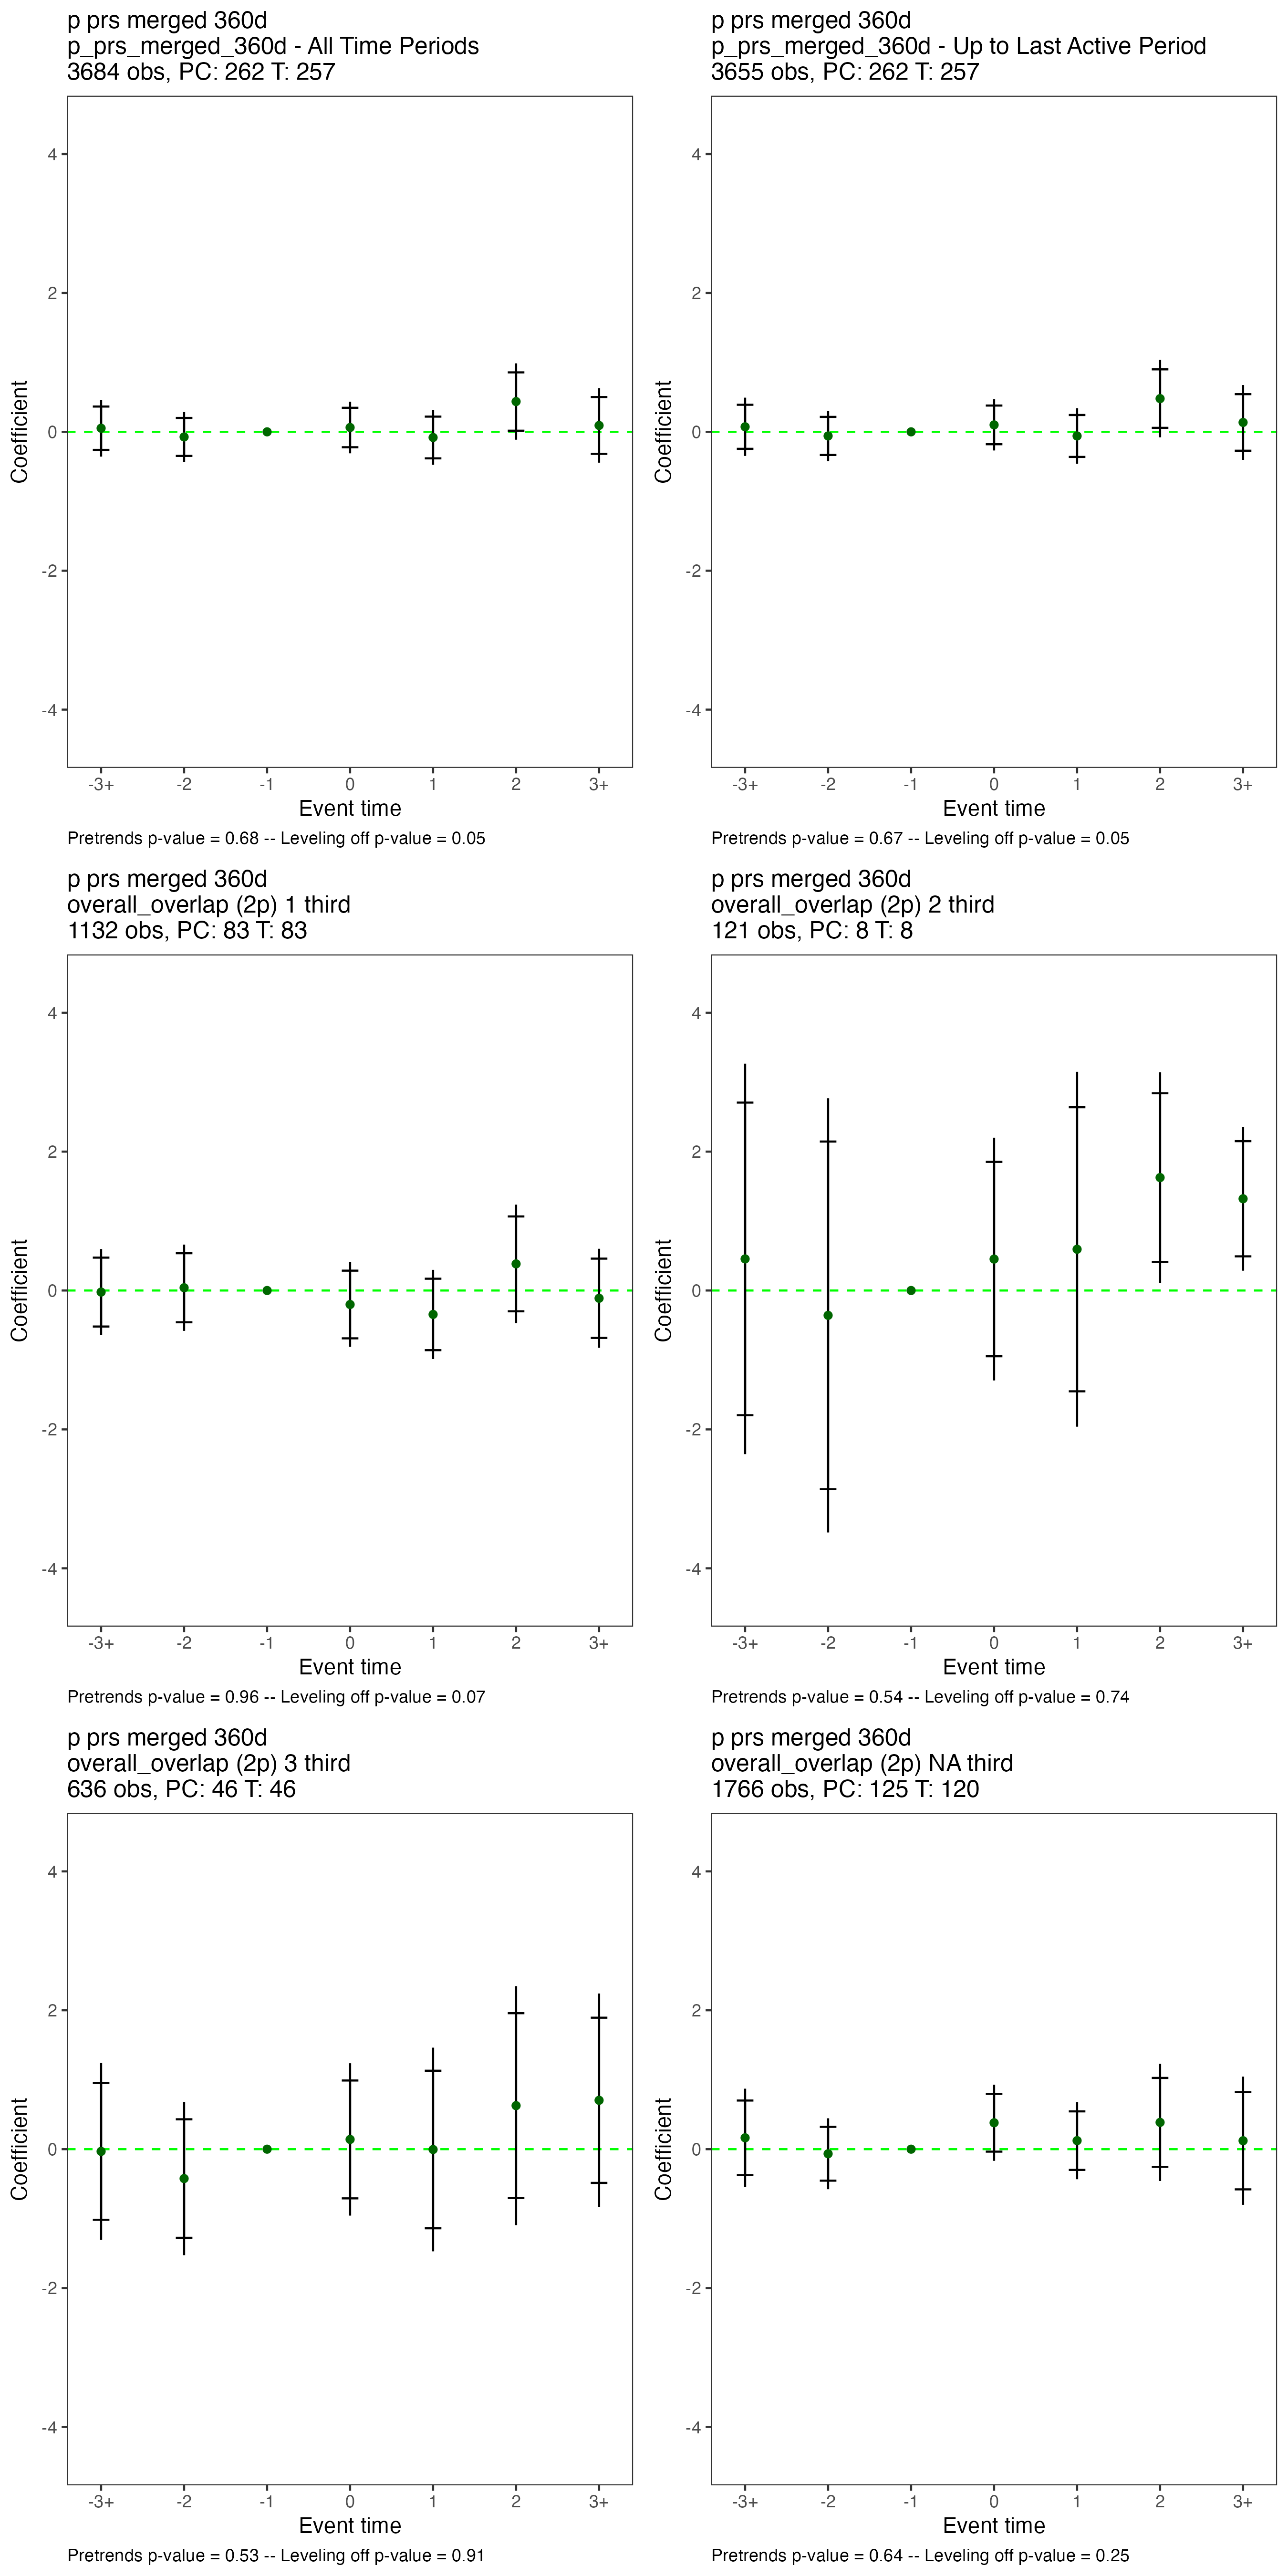 p prs merged 360d
p_prs_merged_360d - All Time Periods
3684 obs, PC: 262 T: 257
Coefficient
4
2
0
-2
-4
-3+ -2 -1 0 1 2 3+
Event time
Pretrends p-value = 0.68 -- Leveling off p-value = 0.05
p prs merged 360d
p_prs_merged_360d - Up to Last Active Period
3655 obs, PC: 262 T: 257
Coefficient
4
2
0
-2
-4
-3+ -2 -1 0 1 2 3+
Event time
Pretrends p-value = 0.67 -- Leveling off p-value = 0.05
p prs merged 360d
overall_overlap (2p) 1 third
1132 obs, PC: 83 T: 83
Coefficient
4
2
0
-2
-4
-3+ -2 -1 0 1 2 3+
Event time
Pretrends p-value = 0.96 -- Leveling off p-value = 0.07
p prs merged 360d
overall_overlap (2p) 2 third
121 obs, PC: 8 T: 8
Coefficient
4
2
0
-2
-4
-3+ -2 -1 0 1 2 3+
Event time
Pretrends p-value = 0.54 -- Leveling off p-value = 0.74
p prs merged 360d
overall_overlap (2p) 3 third
636 obs, PC: 46 T: 46
Coefficient
4
2
0
-2
-4
-3+ -2 -1 0 1 2 3+
Event time
Pretrends p-value = 0.53 -- Leveling off p-value = 0.91
p prs merged 360d
overall_overlap (2p) NA third
1766 obs, PC: 125 T: 120
Coefficient
4
2
0
-2
-4
-3+ -2 -1 0 1 2 3+
Event time
Pretrends p-value = 0.64 -- Leveling off p-value = 0.25